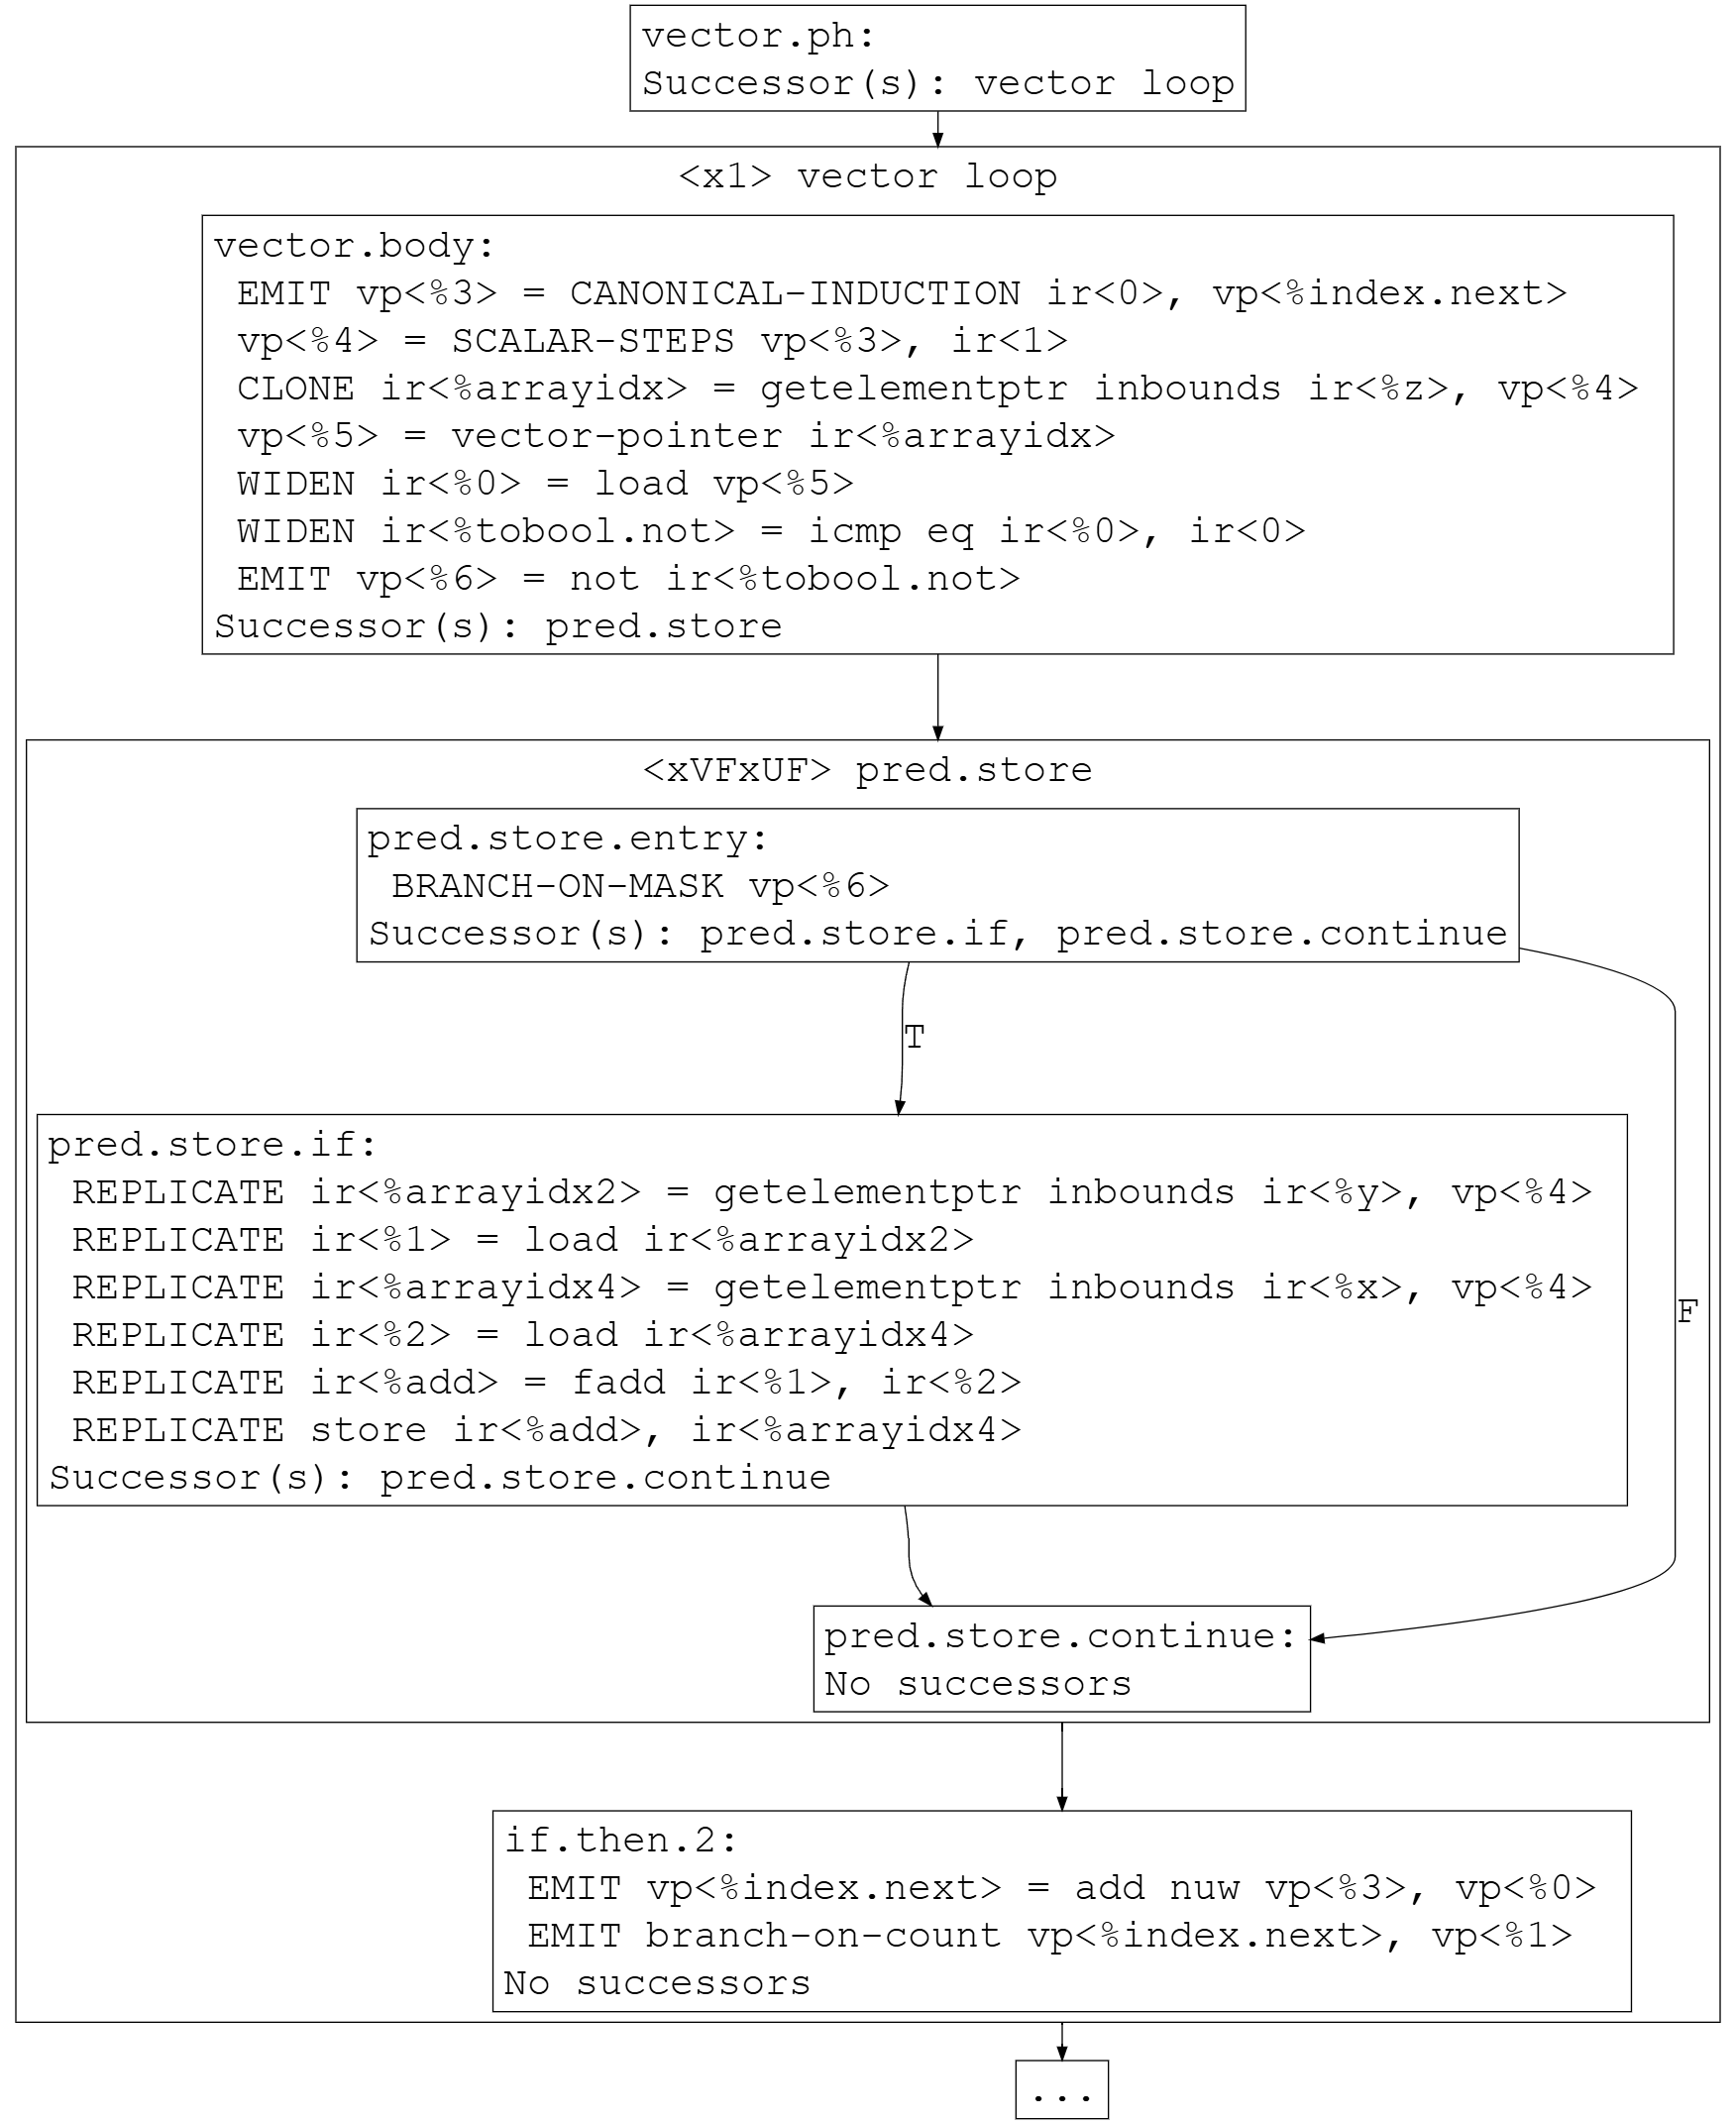 vector.ph:
Successor(s): vector loop
<x1> vector loop
vector.body:
EMIT vp<%3> = CANONICAL-INDUCTION ir<0>, vp<%index.next>
vp<%4> = SCALAR-STEPS vp<%3>, ir<1>
CLONE ir<%arrayidx> = getelementptr inbounds ir<%z>, vp<%4>
vp<%5> = vector-pointer ir<%arrayidx>
WIDEN ir<%0> = load vp<%5>
WIDEN ir<%tobool.not> = icmp eq ir<%0>, ir<0>
EMIT vp<%6> = not ir<%tobool.not>
Successor(s): pred.store
<xVFxUF> pred.store
pred.store.entry:
BRANCH-ON-MASK vp<%6>
Successor(s): pred.store.if, pred.store.continue
T
pred.store.if:
REPLICATE ir<%arrayidx2> = getelementptr inbounds ir<%y>, vp<%4>
REPLICATE ir<%1> = load ir<%arrayidx2>
REPLICATE ir<%arrayidx4> = getelementptr inbounds ir<%x>, vp<%4>
F
REPLICATE ir<%2> = load ir<%arrayidx4>
REPLICATE ir<%add> = fadd ir<%1>, ir<%2>
REPLICATE store ir<%add>, ir<%arrayidx4>
Successor(s): pred.store.continue
pred.store.continue:
No successors
if.then.2:
EMIT vp<%index.next> = add nuw vp<%3>, vp<%0>
EMIT branch-on-count vp<%index.next>, vp<%1>
No successors
...